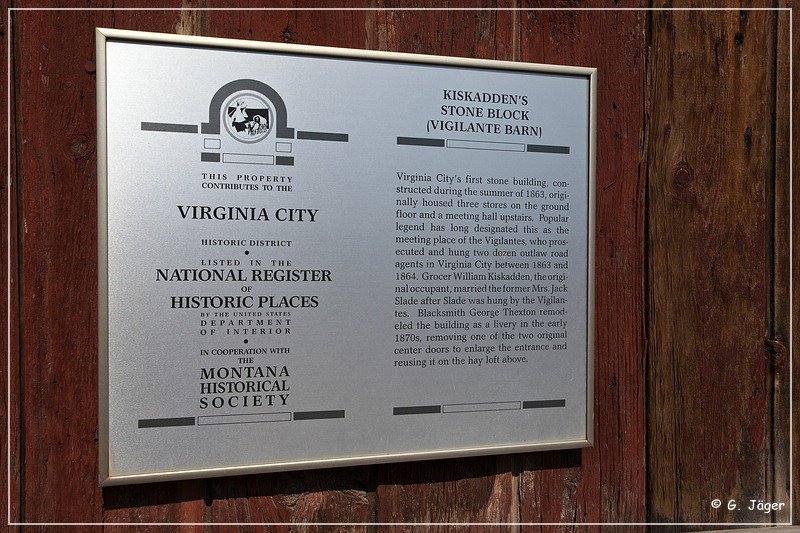 THIS PROPERTY
CONTRIBUTES TO THE
VIRGINIA CITY
HISTORIC DISTRICT
LISTED IN THE
NATIONAL REGISTER
OF
HISTORIC PLACES
BY THE UNITED STATES
DEPARTMENT
OF INTERIOR
IN COOPERATION WITH
THE
MONTANA
HISTORICAL
SOCIETY
KISKADDEN'S
STONE BLOCK
(VIGILANTE BARN)
Virginia City's first stone building, con-
structed during the summer of 1863, origi-
nally housed three stores on the ground
floor and a meeting hall upstairs. Popular
legend has long designated this as the
meeting place of the Vigilantes, who pros-
ecuted and hung two dozen outlaw road
agents in Virginia City between 1863 and
1864. Grocer William Kiskadden, the origi-
nal occupant, married the former Mrs. Jack
Slade after Slade was hung by the Vigilan-
tes. Blacksmith George Thexton remod-
eled the building as a livery in the early
1870s, removing one of the two original
center doors to enlarge the entrance and
reusing it on the hay loft above.
© G. Jäger